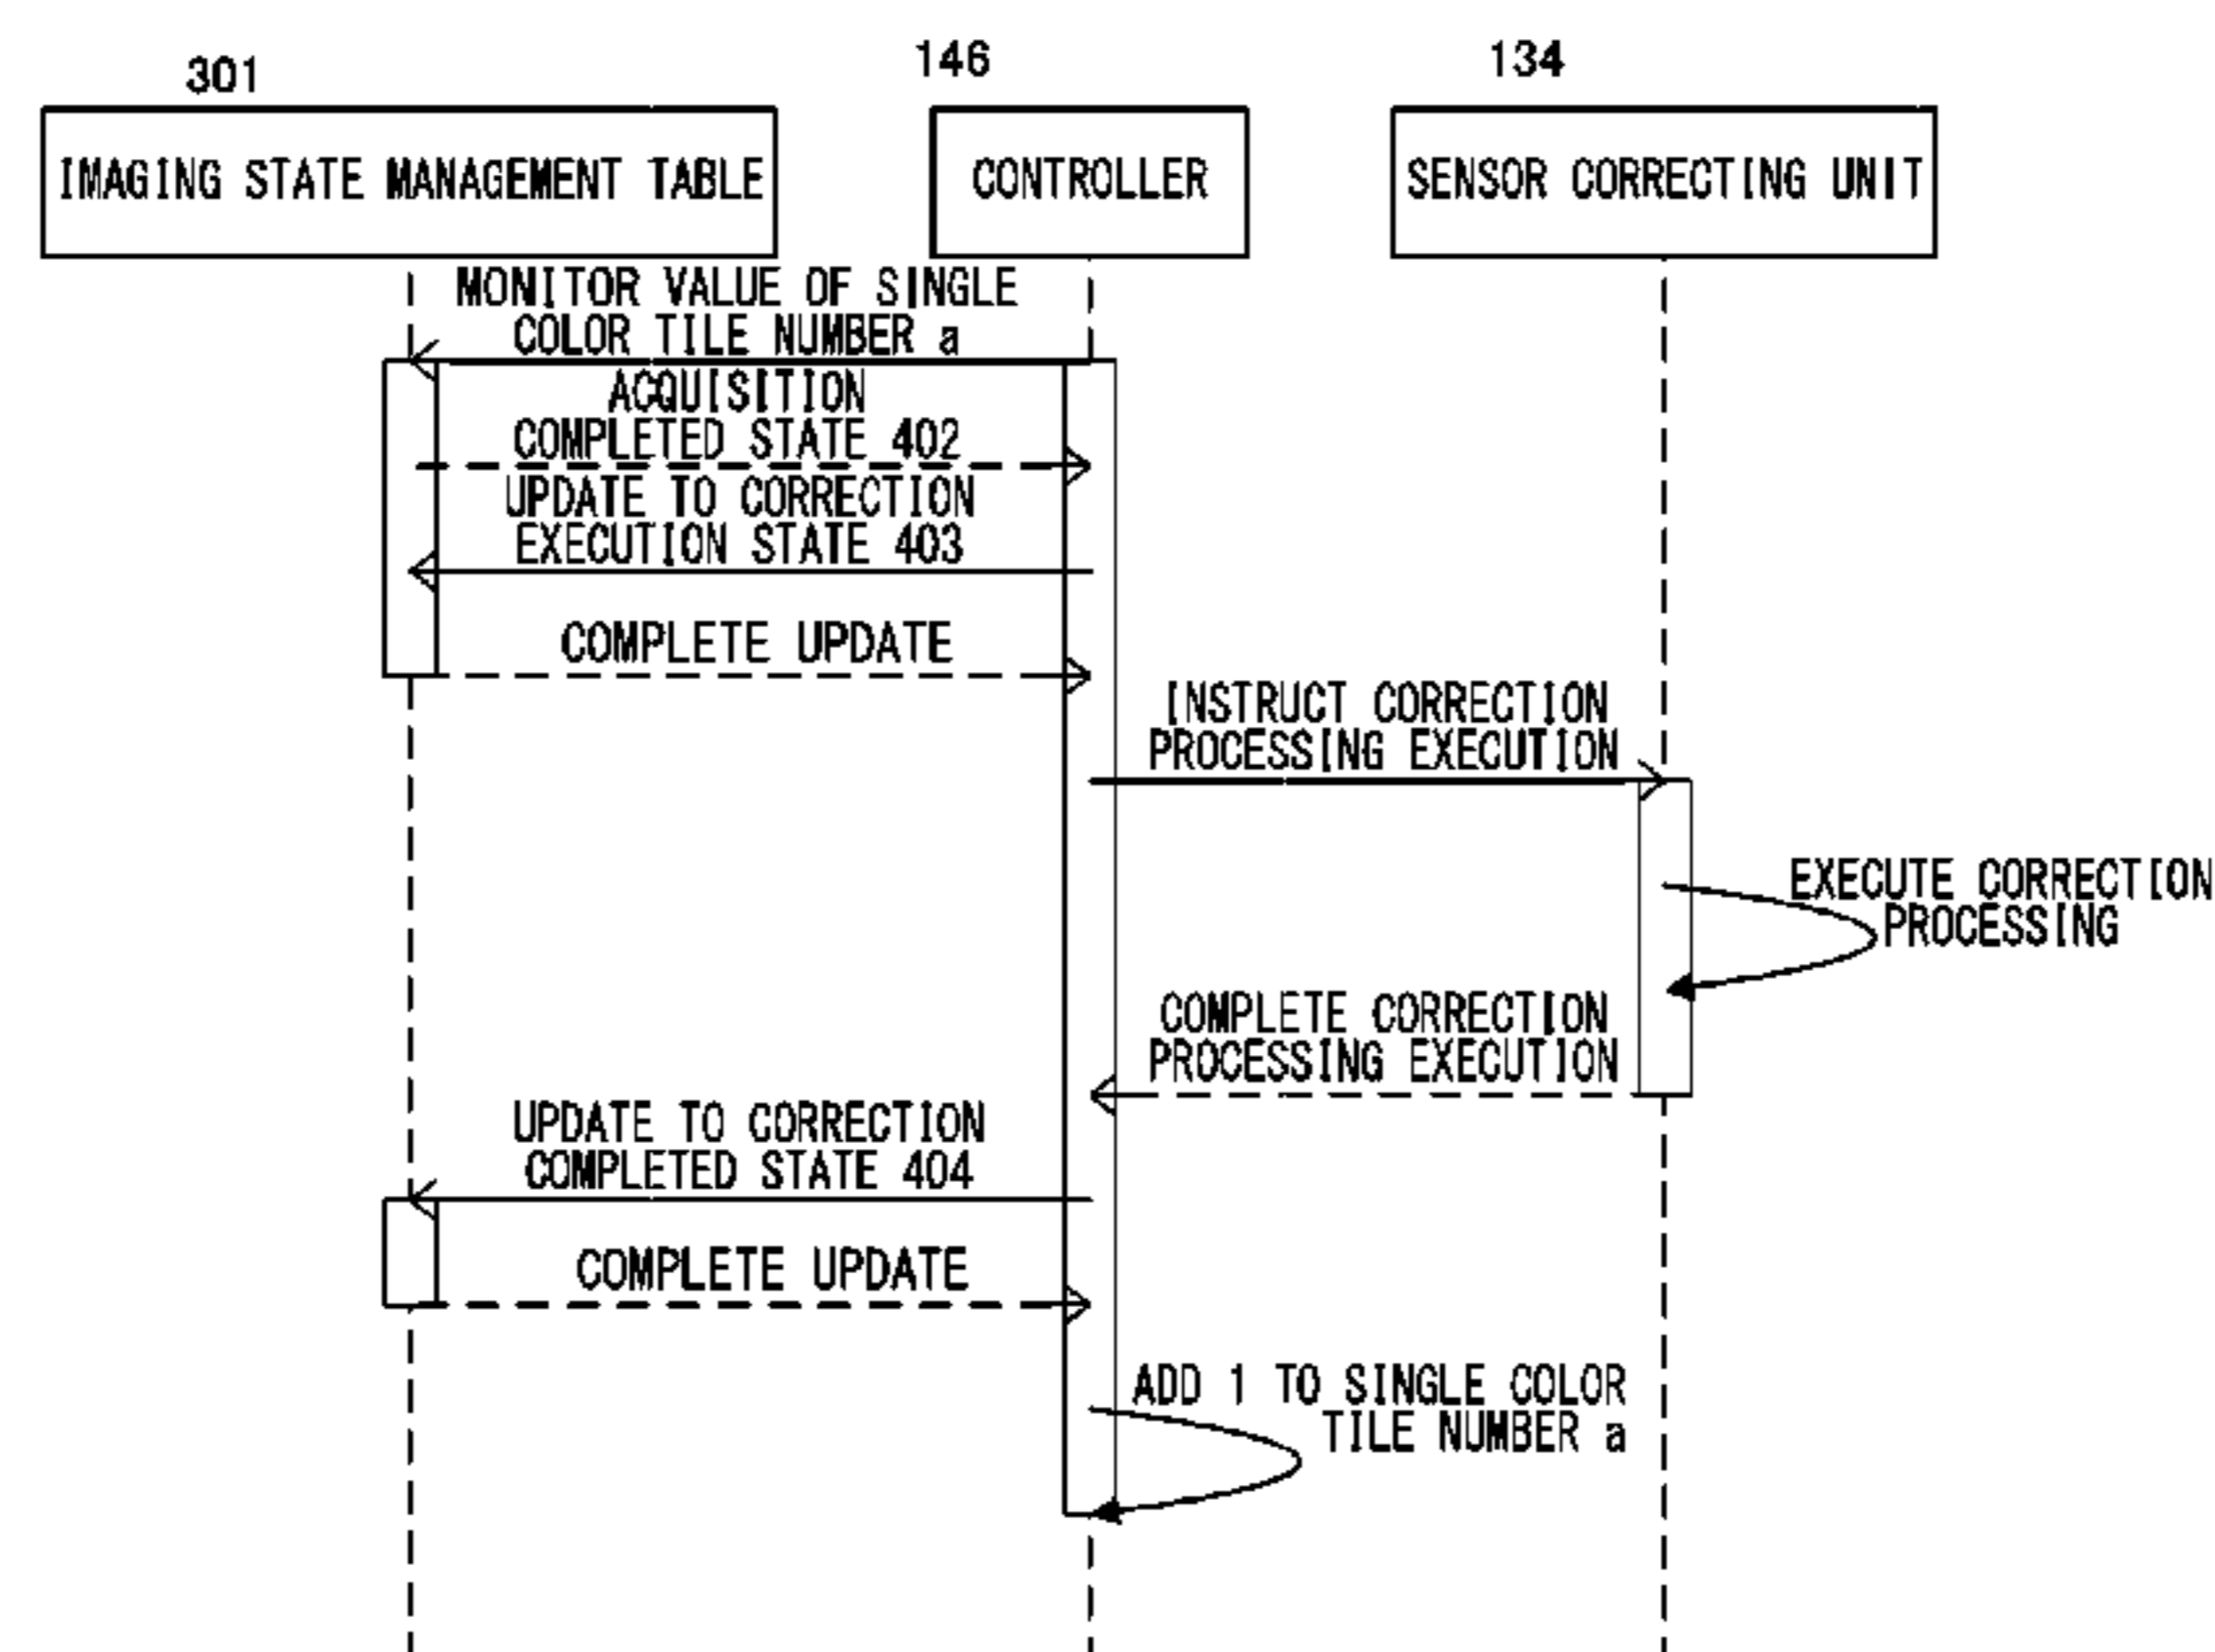 301
146
134
IMAGING STATE MANAGEMENT TABLE
CONTROLLER
SENSOR CORRECTING UNIT
MONITOR VALUE OF SINGLE
COLOR TILE NUMBER a
ACQUISITION
COMPLETED STATE 402
UPDATE TO CORRECTION
EXECUTION STATE 403
COMPLETE UPDATE
INSTRUCT CORRECTION
PROCESSING EXECUTION
EXECUTE CORRECTION
PROCESSING
COMPLETE CORRECTION
PROCESSING EXECUTION
UPDATE TO CORRECTION
COMPLETED STATE 404
COMPLETE UPDATE
ADD 1 TO SINGLE COLOR
TILE NUMBER a